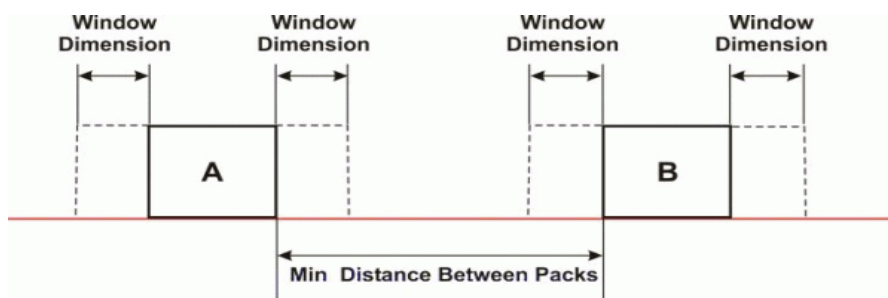 Window
Dimension
Window
Dimension
Window
Dimension
Window
Dimension
A
B
Min Distance Between Packs